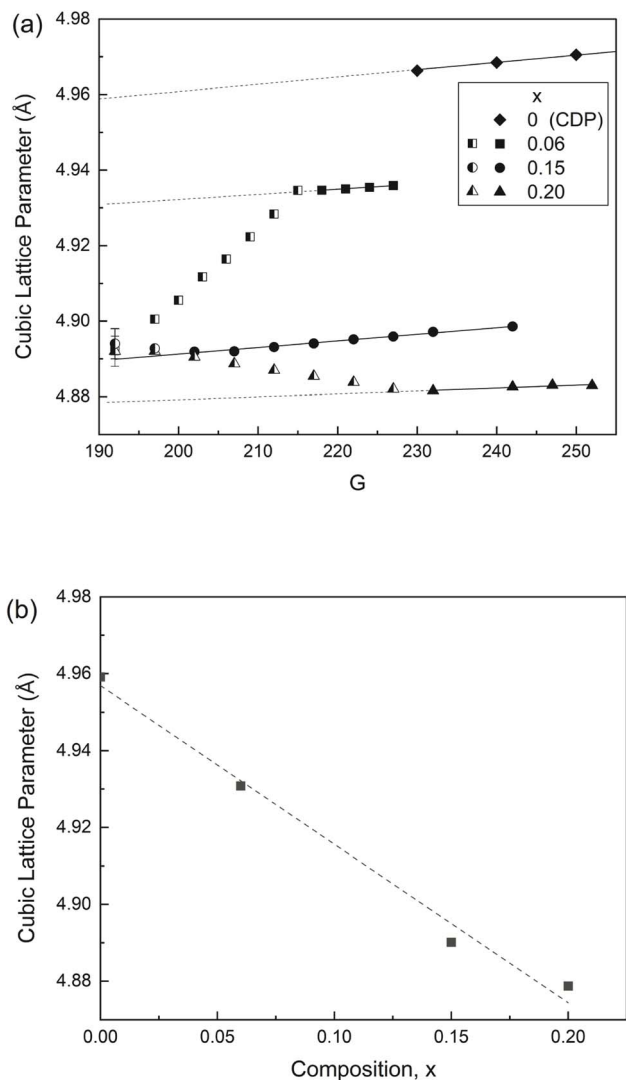 (a)
4.98
4.96
4.94
4.92
4.90
4.88
Cubic Lattice Parameter (Å)
x
0 (CDP)
0.06
0.15
0.20
190 200 210 220 230 240 250
G
(b)
4.98
4.96
4.94
4.92
4.90
4.88
Cubic Lattice Parameter (Å)
0.00 0.05 0.10 0.15 0.20
Composition, x